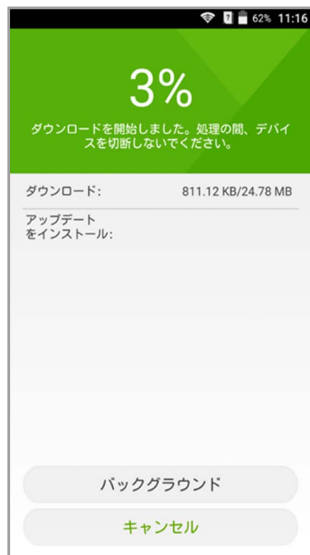 62% 11:16
3%
ダウンロードを開始しました。処理の間、デバイ
スを切断しないでください。
ダウンロード: 811.12 KB/24.78 MB
アップデート
をインストール:
バックグラウンド
キャンセル